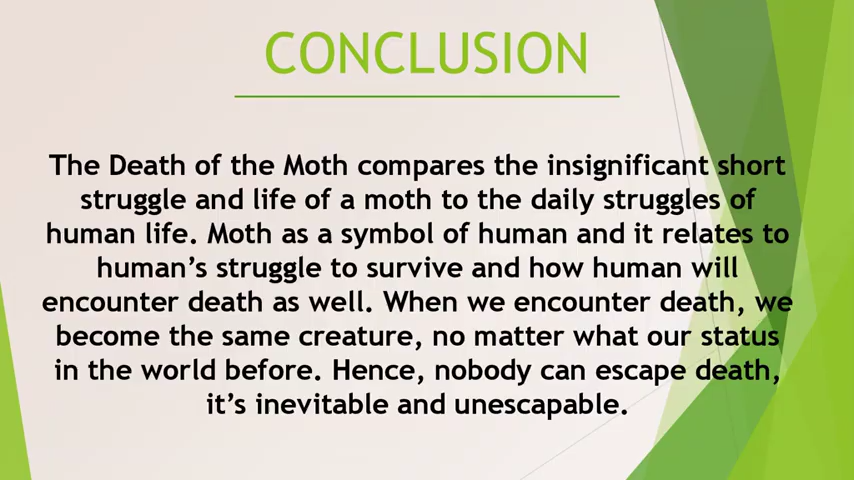 CONCLUSION
The Death of the Moth compares the insignificant short
struggle and life of a moth to the daily struggles of
human life. Moth as a symbol of human and it relates to
human’s struggle to survive and how human will
encounter death as well. When we encounter death, we
become the same creature, no matter what our status
in the world before. Hence, nobody can escape death,
it’s inevitable and unescapable.